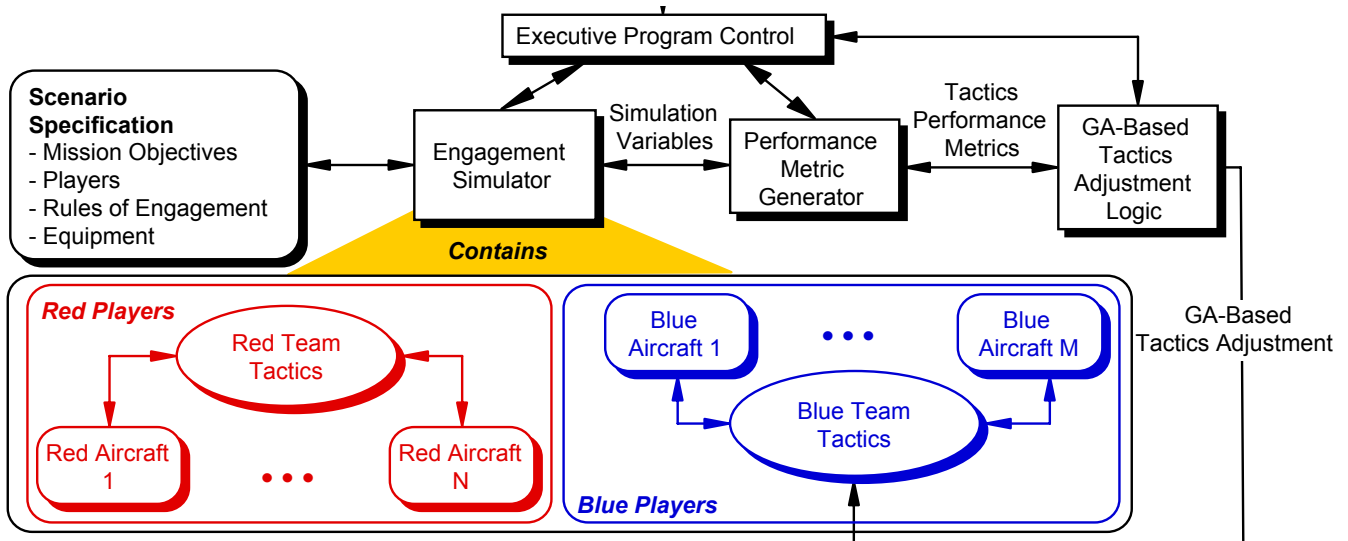 Executive Program Control
Scenario
Specification
- Mission Objectives
- Players
- Rules of Engagement
- Equipment
Engagement
Simulator
Simulation
Variables
Performance
Metric
Generator
Tactics
Performance
Metrics
GA-Based
Tactics
Adjustment
Logic
Contains
Red Players
Red Team
Tactics
Red Aircraft
1
• • •
Red Aircraft
N
Blue
Aircraft 1
• • •
Blue
Aircraft M
Blue Team
Tactics
Blue Players
GA-Based
Tactics Adjustment